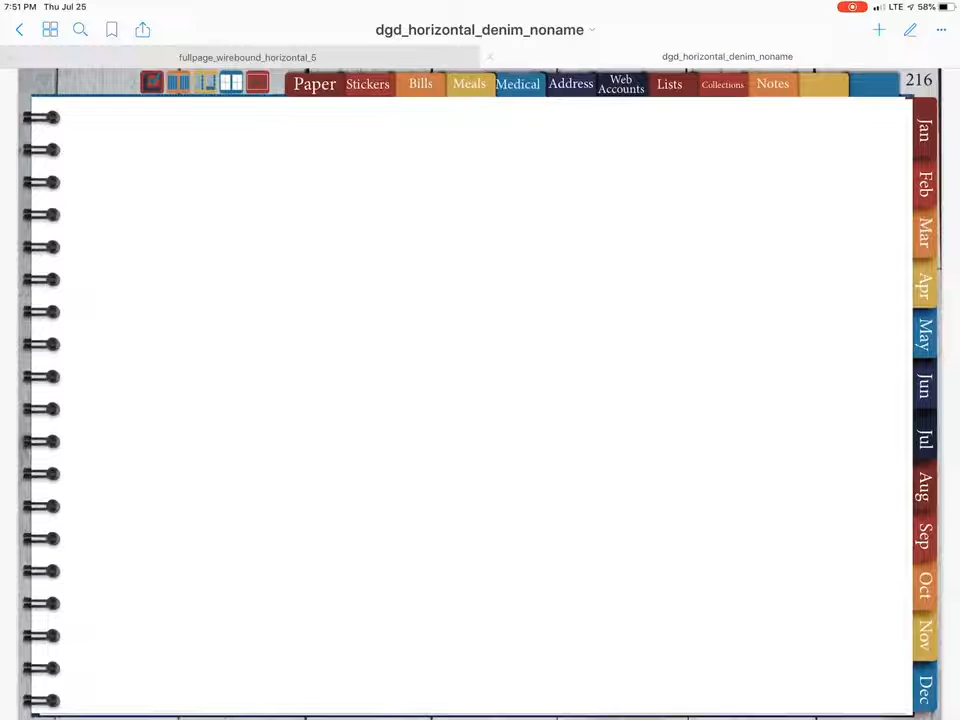 7:51 PM Thu Jul 25
LTE 58%
dgd_horizontal_denim_noname
fullpage_wirebound_horizontal_5
dgd_horizontal_denim_noname
Paper Stickers Bills Meals Medical Address Web Accounts Lists Collections Notes 216
Jan
Feb
Mar
Apr
May
Jun
Jul
Aug
Sep
Oct
Nov
Dec